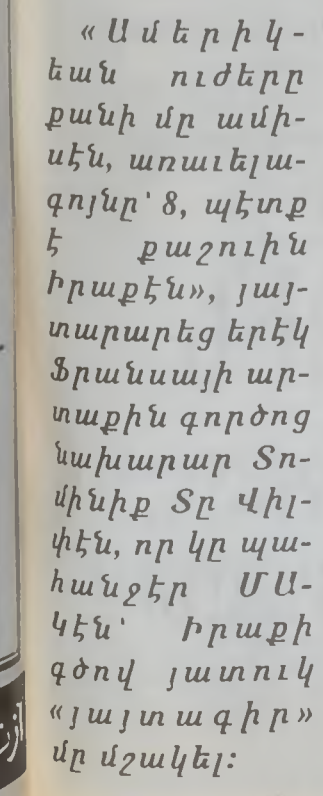 «Ամերիկ-
եան ուժերը
քանի մը ամի-
սէն, առաւելա-
գոյնը՝ 8, պէտք
է քաշուին
Իրաքէն», յայ-
տարարեց երէկ
Ֆրանսայի ար-
տաքին գործոց
նախարար Տո-
մինիք Տը Վիլ-
փէն, որ կը պա-
հանջէր ՄԱ-
Կէն՝ Իրաքի
գծով յատուկ
«յայտագիր»
մը մշակել: